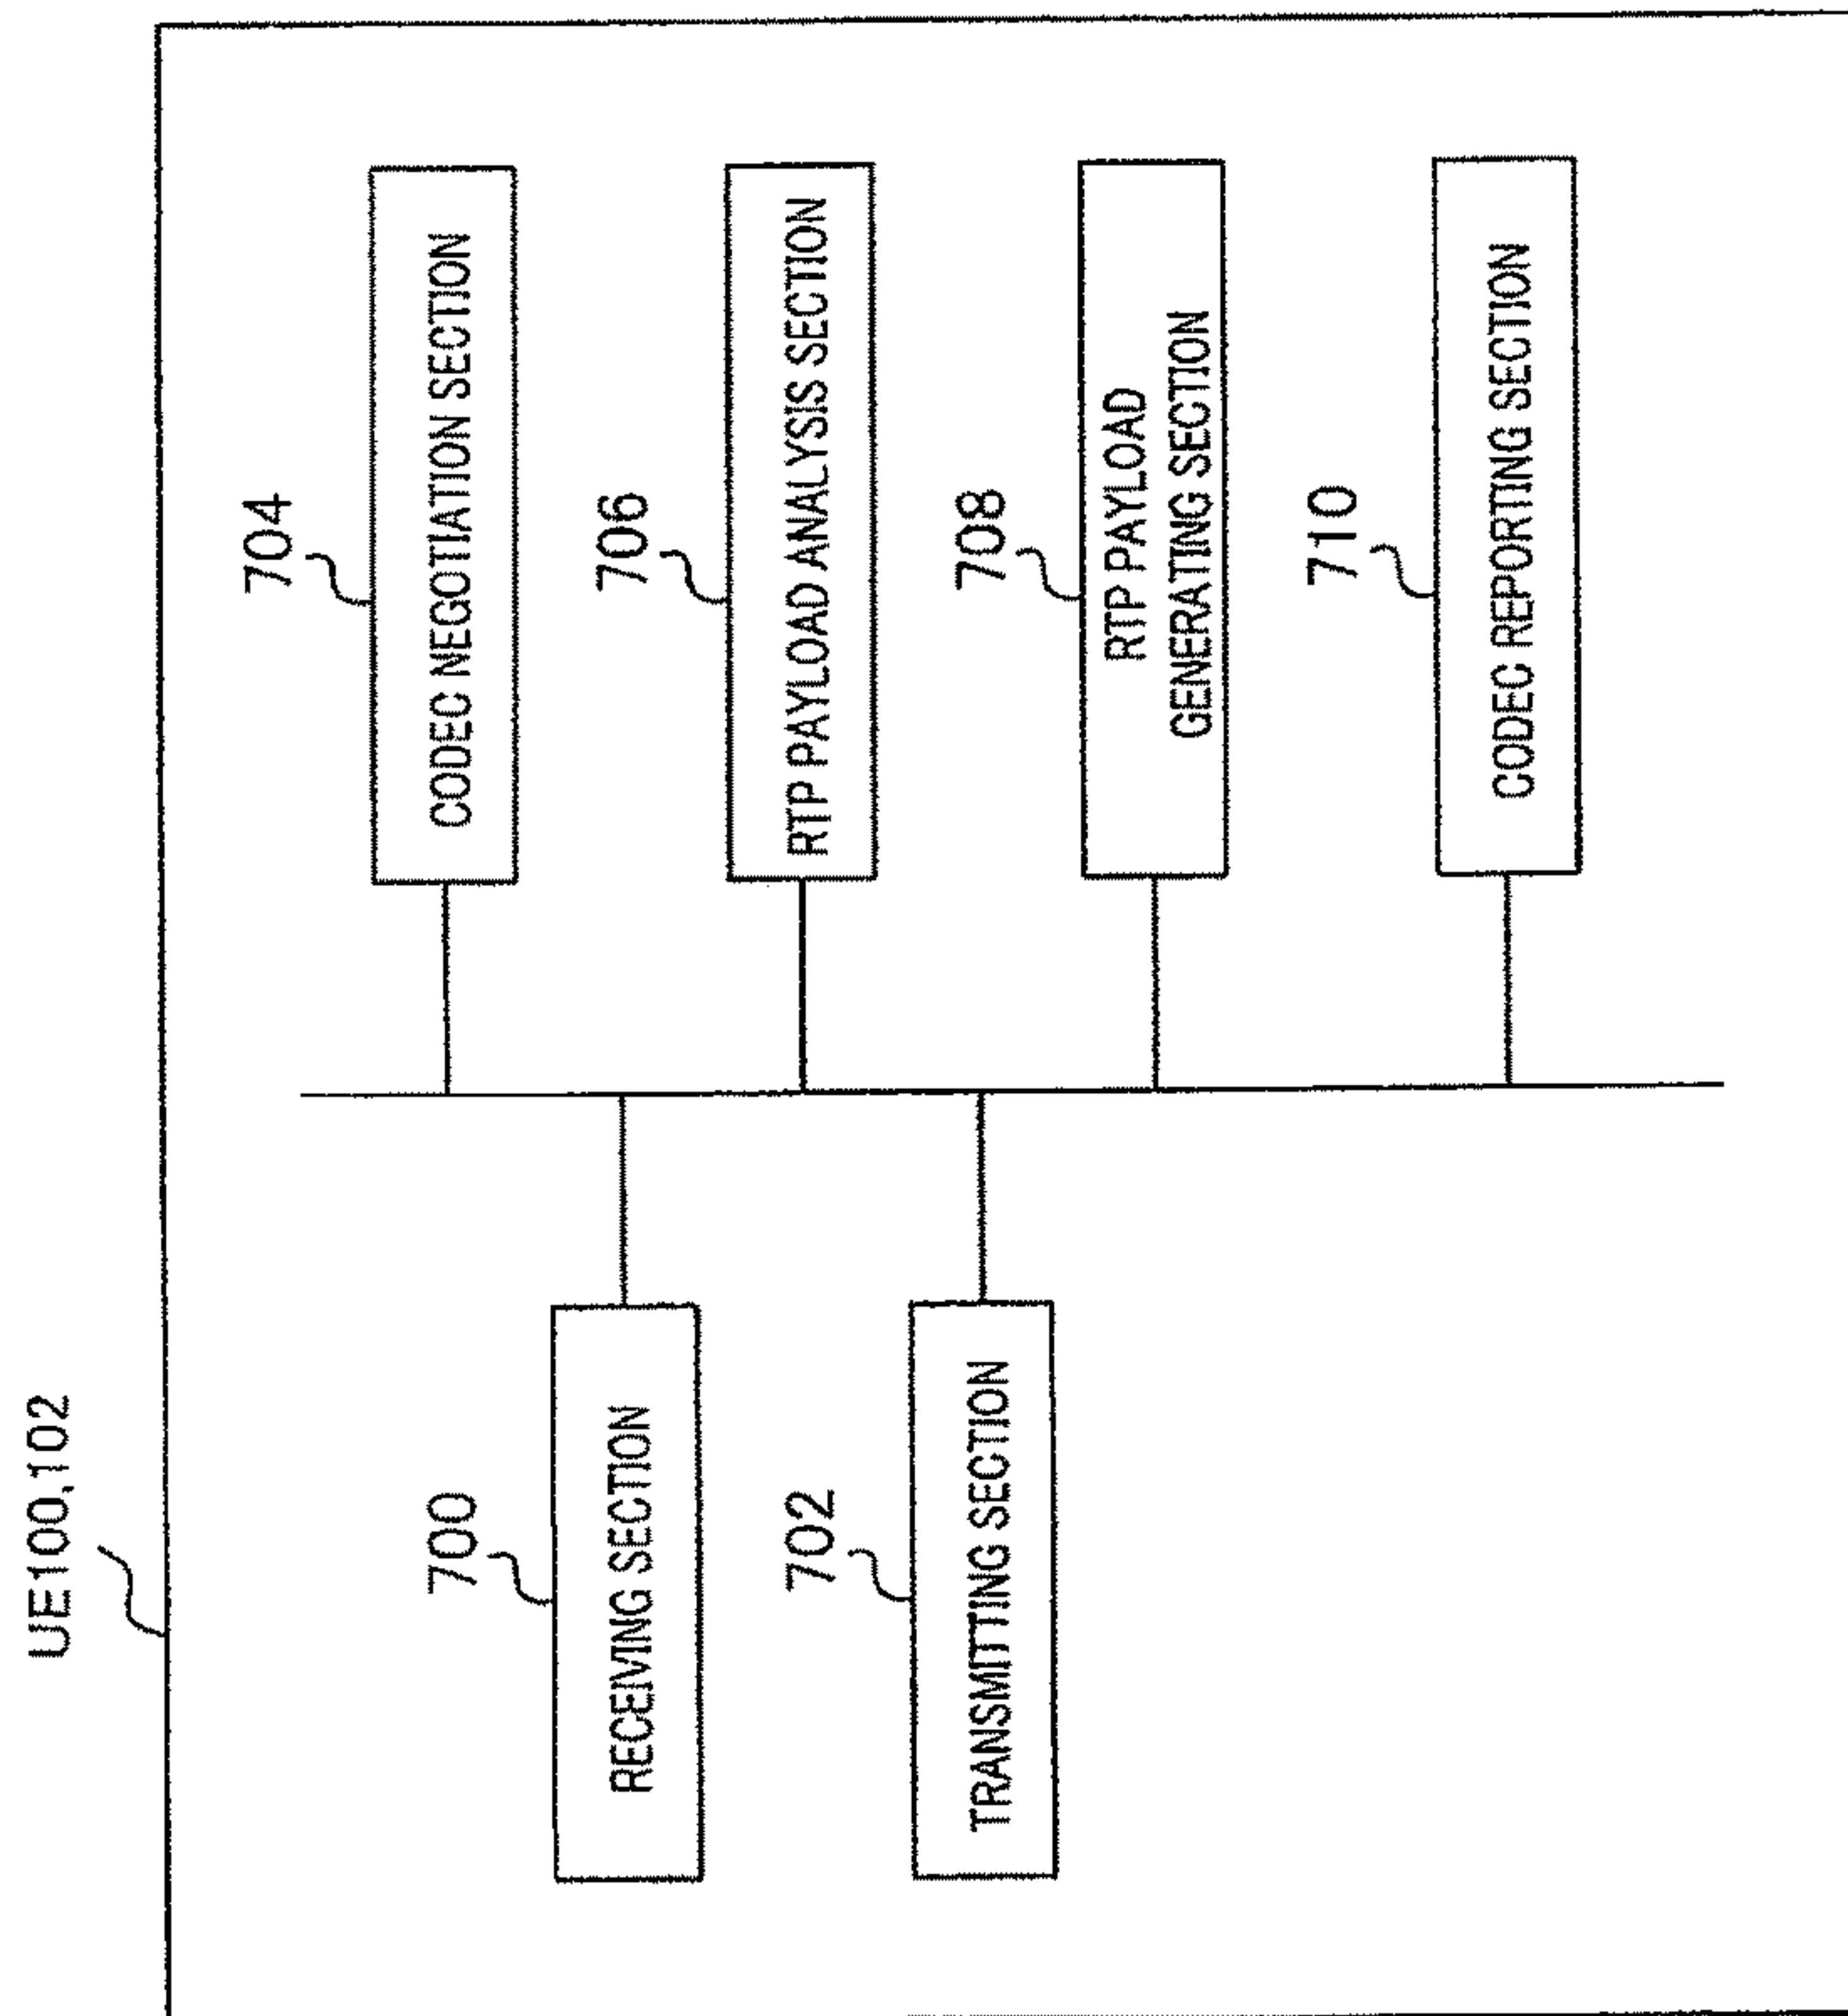 UE100,102
700
RECEIVING SECTION
702
TRANSMITTING SECTION
704
CODEC NEGOTIATION SECTION
706
RTP PAYLOAD ANALYSIS SECTION
708
RTP PAYLOAD
GENERATING SECTION
710
CODEC REPORTING SECTION